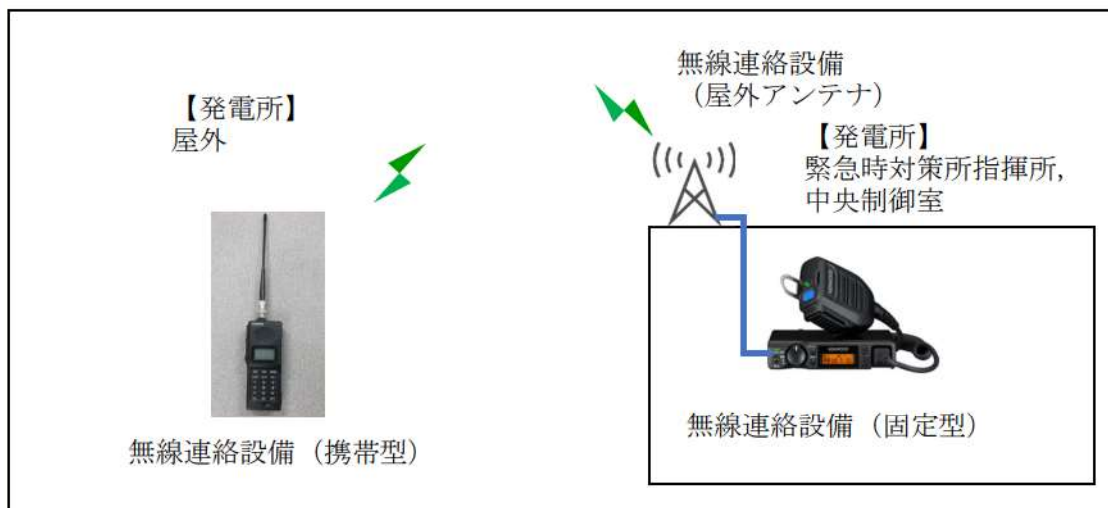 【発電所】
屋外
無線連絡設備（携帯型）
無線連絡設備
（屋外アンテナ）
【発電所】
緊急時対策所指揮所，
中央制御室
無線連絡設備（固定型）